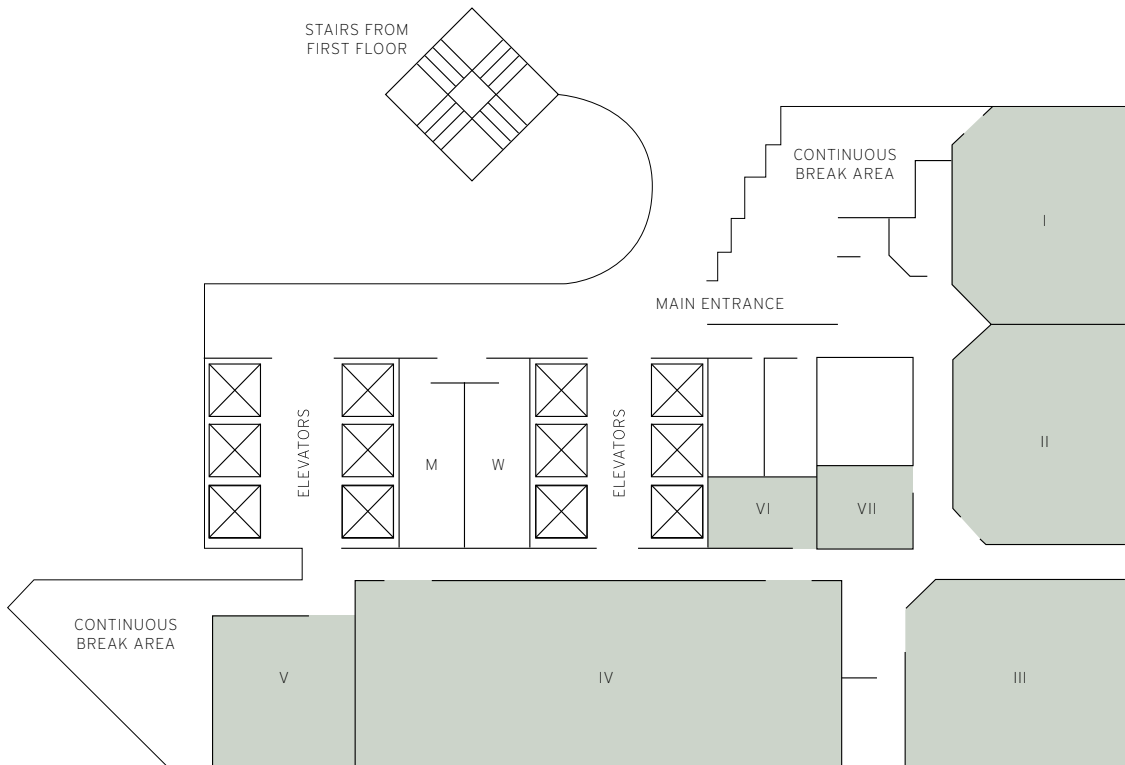 STAIRS FROM
FIRST FLOOR
CONTINUOUS
BREAK AREA
I
MAIN ENTRANCE
ELEVATORS
ELEVATORS
M
W
II
VI
VII
CONTINUOUS
BREAK AREA
V
IV
III